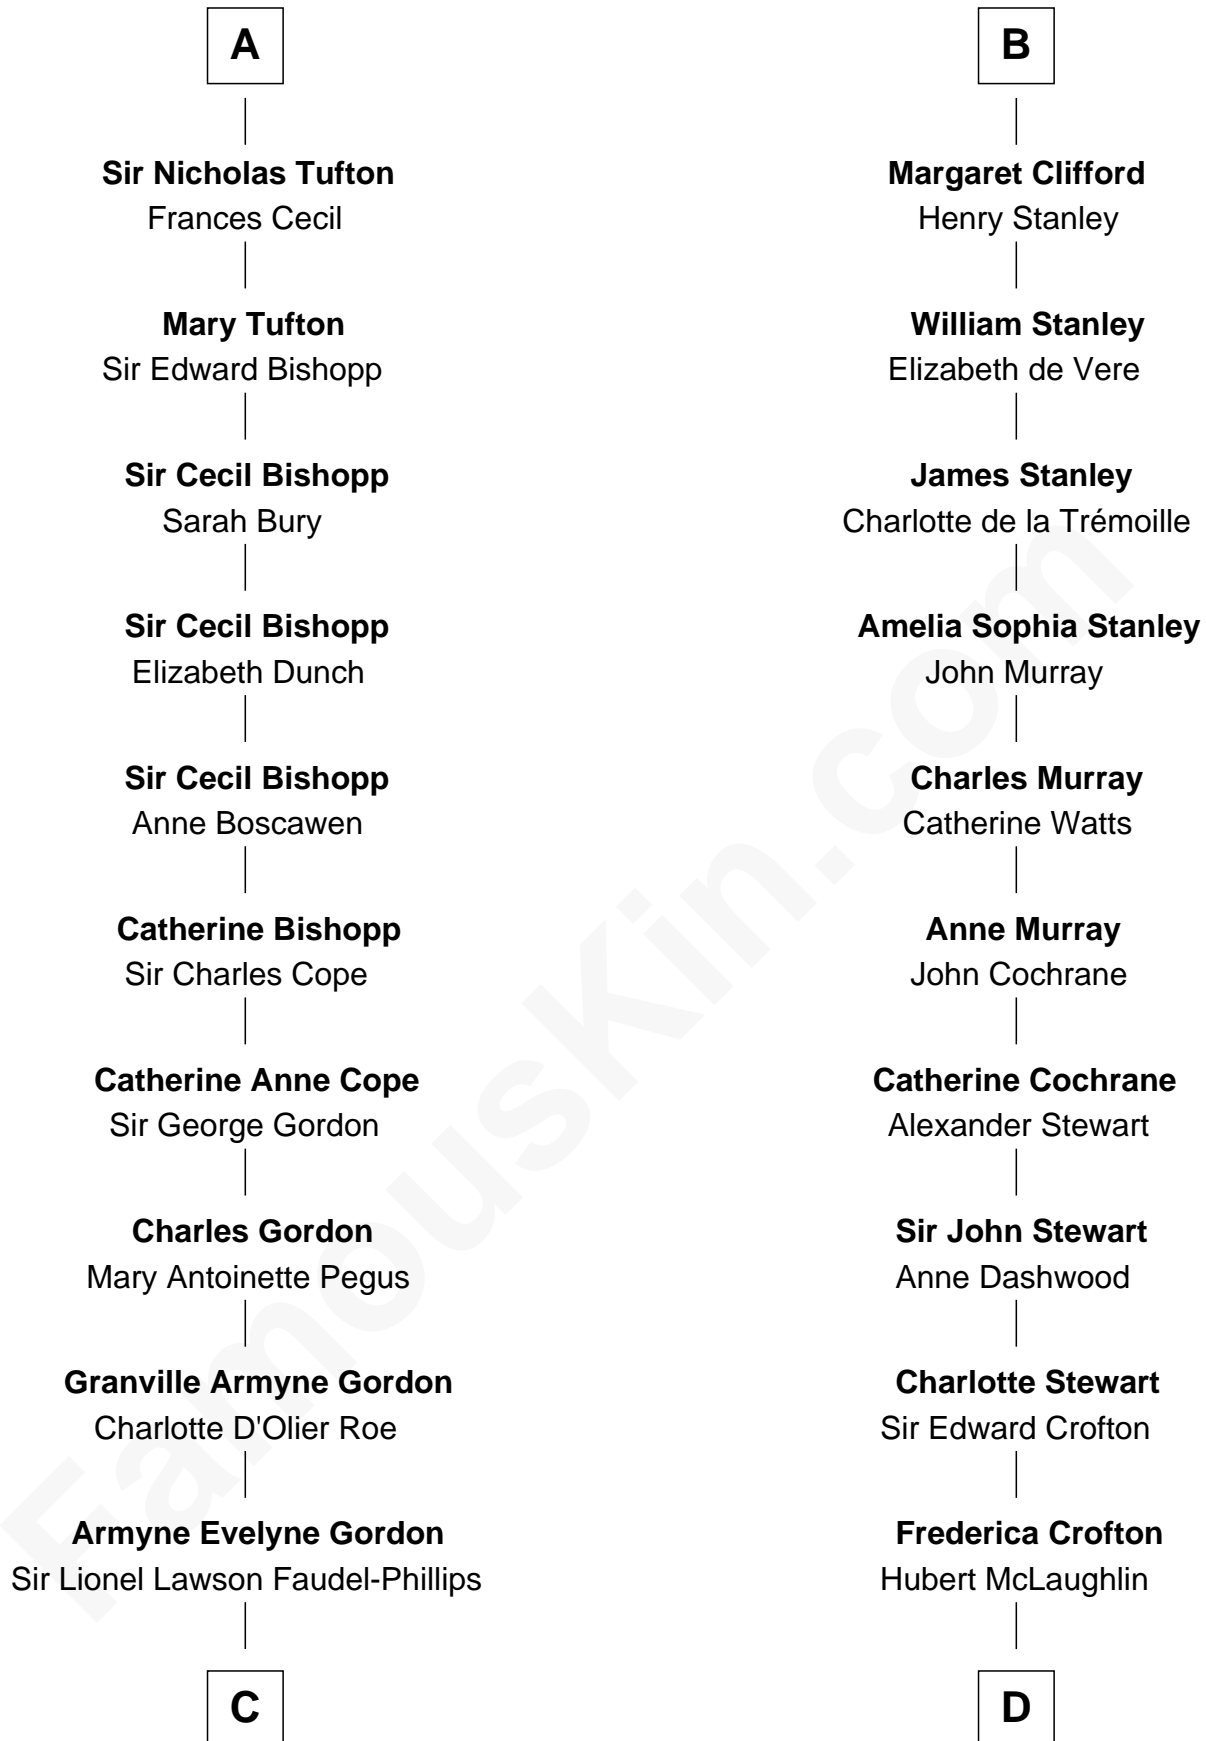 A
Sir Nicholas Tufton
Frances Cecil
Mary Tufton
Sir Edward Bishopp
Sir Cecil Bishopp
Sarah Bury
Sir Cecil Bishopp
Elizabeth Dunch
Sir Cecil Bishopp
Anne Boscawen
Catherine Bishopp
Sir Charles Cope
Catherine Anne Cope
Sir George Gordon
Charles Gordon
Mary Antoinette Pegus
Granville Armyne Gordon
Charlotte D'Olier Roe
Armyne Evelyne Gordon
Sir Lionel Lawson Faudel-Phillips
C
B
Margaret Clifford
Henry Stanley
William Stanley
Elizabeth de Vere
James Stanley
Charlotte de la Trémoille
Amelia Sophia Stanley
John Murray
Charles Murray
Catherine Watts
Anne Murray
John Cochrane
Catherine Cochrane
Alexander Stewart
Sir John Stewart
Anne Dashwood
Charlotte Stewart
Sir Edward Crofton
Frederica Crofton
Hubert McLaughlin
D
FamousKin.com